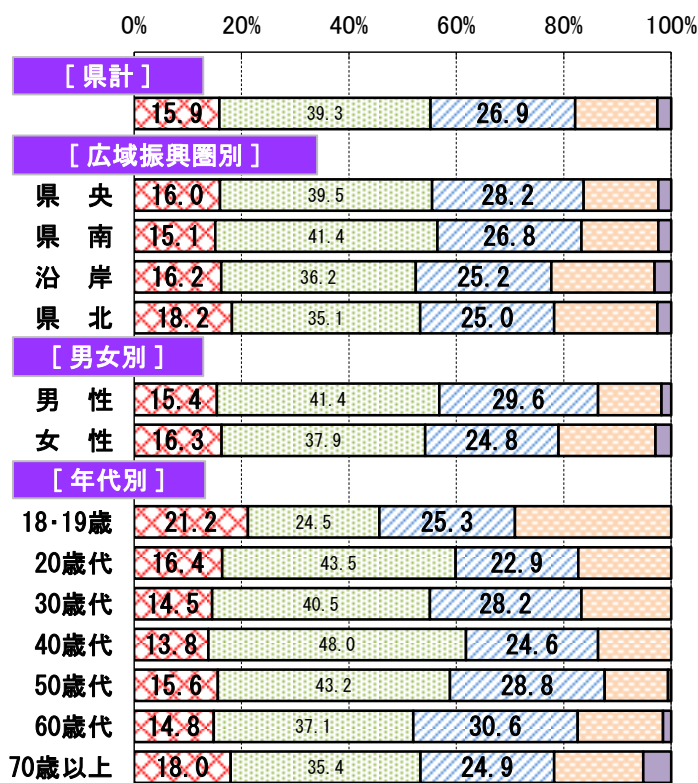 0% 20% 40% 60% 80% 100%
[ 県計 ]
15.9 39.3 26.9
[ 広域振興圏別 ]
県 央 16.0 39.5 28.2
県 南 15.1 41.4 26.8
沿 岸 16.2 36.2 25.2
県 北 18.2 35.1 25.0
[ 男女別 ]
男 性 15.4 41.4 29.6
女 性 16.3 37.9 24.8
[ 年代別 ]
18・19歳 21.2 24.5 25.3
20歳代 16.4 43.5 22.9
30歳代 14.5 40.5 28.2
40歳代 13.8 48.0 24.6
50歳代 15.6 43.2 28.8
60歳代 14.8 37.1 30.6
70歳以上 18.0 35.4 24.9